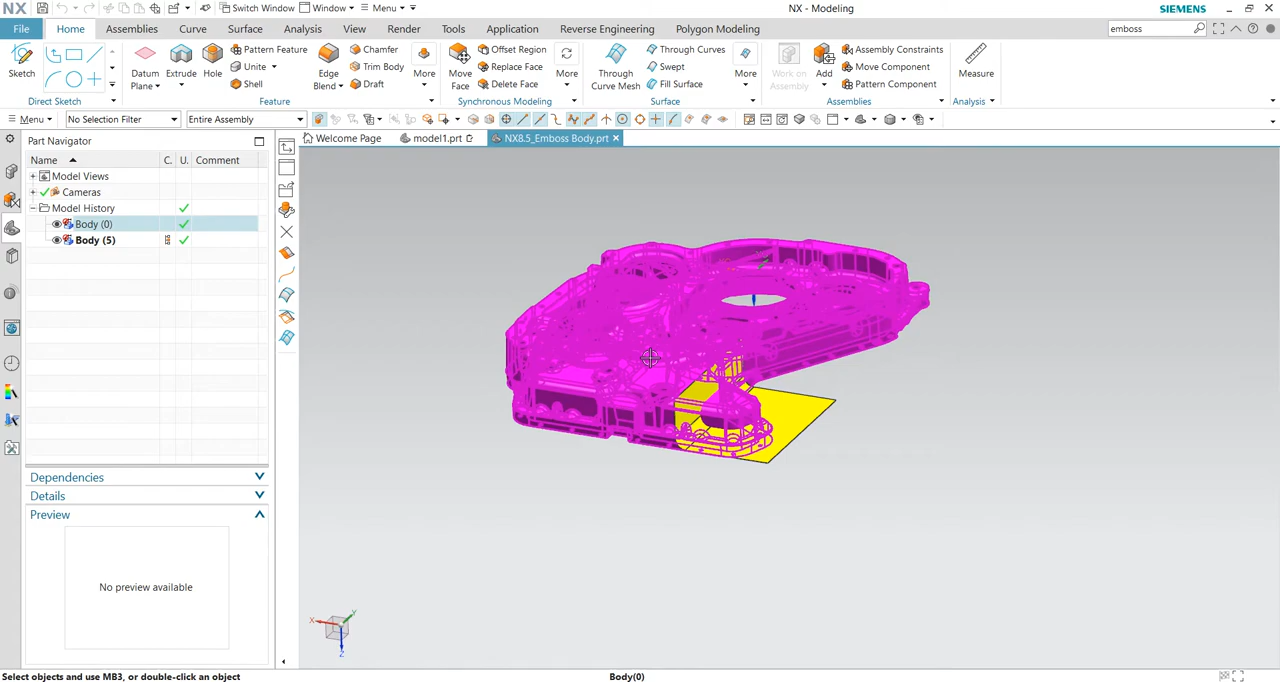 NX Switch Window Window Menu NX - Modeling SIEMENS
File Home Assemblies Curve Surface Analysis View Render Tools Application Reverse Engineering Polygon Modeling emboss
Sketch Datum Plane Extrude Hole Pattern Feature Unite Shell Edge Blend Chamfer Trim Body Draft More Move Face Offset Region Replace Face Delete Face More Through Curve Mesh Through Curves Swept Fill Surface More Work on Assembly Add Assembly Constraints Move Component Pattern Component Measure
Direct Sketch Feature Synchronous Modeling Surface Assemblies Analysis
Menu No Selection Filter Entire Assembly
Part Navigator Welcome Page model1.prt NX8.5_Emboss Body.prt
Name C. U. Comment
Model Views
Cameras
Model History
Body (0)
Body (5)
Dependencies
Details
Preview
No preview available
X Y Z
Select objects and use MB3, or double-click an object Body(0)